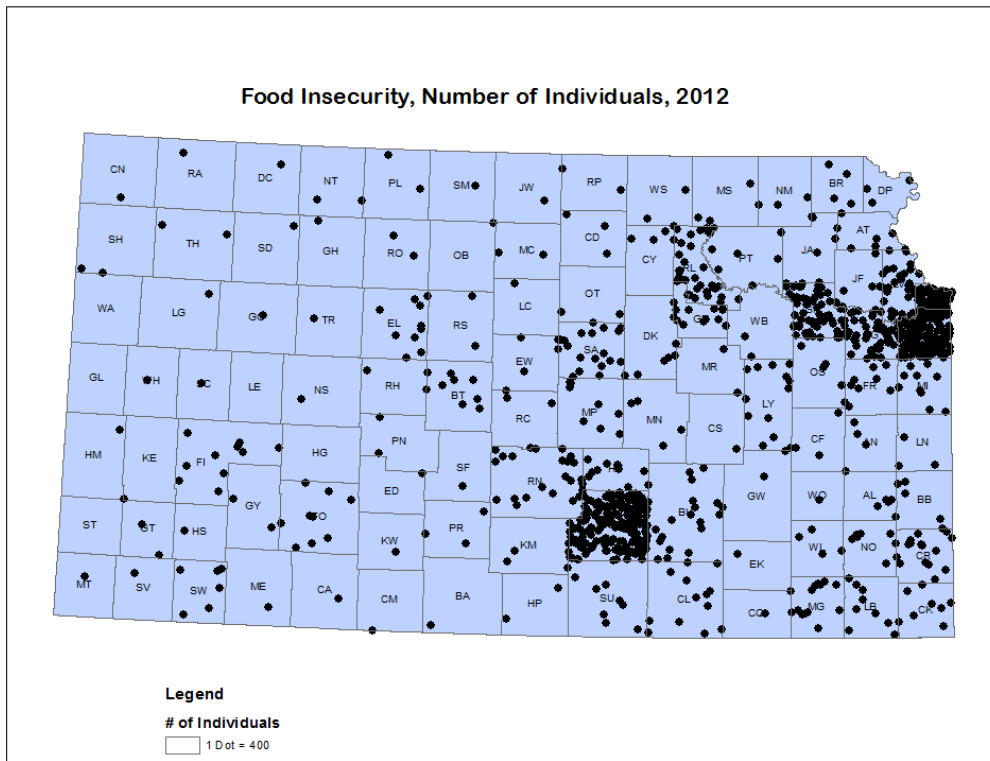 Food Insecurity, Number of Individuals, 2012
CN RA DC NT PL SM JW RP WS MS NM BR DP
SH TH SD GH RO OB MC CD CY RL PT JA AT
JF
WA LG GO TR EL RS LC OT DK GE WB
EW SA
GL WH SC LE NS RH BT RC MP MN MR CS LY OS FR MI
HM KE FI HG PN SF CF AN LN
GY ED RN GW WO AL BB
ST GT HS FO KW PR KM WI NO CR
EK
MT SV SW ME CA CM BA HP SU CL MG LB CK
Legend
# of Individuals
1 Dot = 400